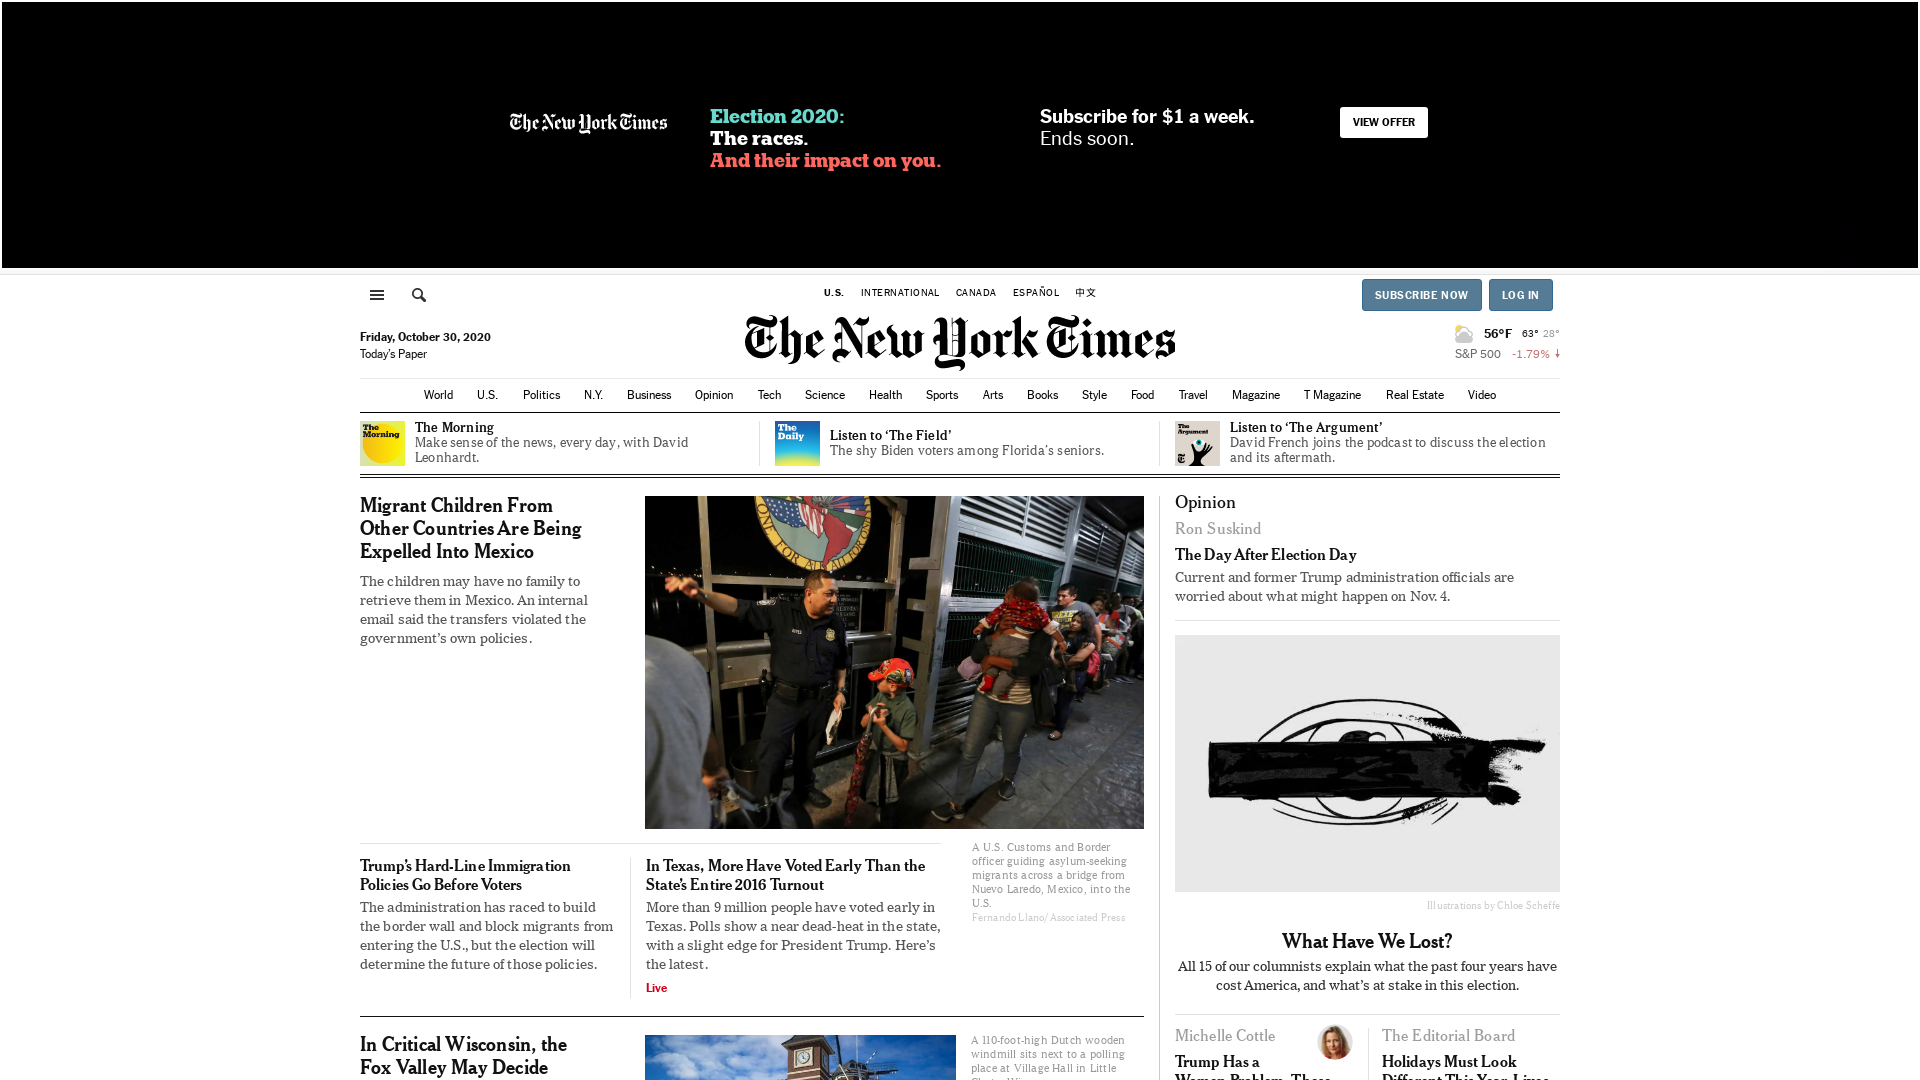 The New York Times
Election 2020:
The races.
And their impact on you.
Subscribe for $1 a week.
Ends soon.
VIEW OFFER
U.S. INTERNATIONAL CANADA ESPAÑOL 中文
SUBSCRIBE NOW
LOG IN
Friday, October 30, 2020
Today's Paper
The New York Times
56°F 63° 28°
S&P 500 -1.79%
World U.S. Politics N.Y. Business Opinion Tech Science Health Sports Arts Books Style Food Travel Magazine T Magazine Real Estate Video
The
Morning
The Morning
Make sense of the news, every day, with David
Leonhardt.
The
Daily
Listen to ‘The Field’
The shy Biden voters among Florida’s seniors.
The
Argument
Listen to ‘The Argument’
David French joins the podcast to discuss the election
and its aftermath.
Migrant Children From
Other Countries Are Being
Expelled Into Mexico
The children may have no family to
retrieve them in Mexico. An internal
email said the transfers violated the
government’s own policies.
A U.S. Customs and Border
officer guiding asylum-seeking
migrants across a bridge from
Nuevo Laredo, Mexico, into the
U.S.
Fernando Llano/Associated Press
Trump’s Hard-Line Immigration
Policies Go Before Voters
The administration has raced to build
the border wall and block migrants from
entering the U.S., but the election will
determine the future of those policies.
In Texas, More Have Voted Early Than the
State’s Entire 2016 Turnout
More than 9 million people have voted early in
Texas. Polls show a near dead-heat in the state,
with a slight edge for President Trump. Here’s
the latest.
Live
In Critical Wisconsin, the
Fox Valley May Decide
A 110-foot-high Dutch wooden
windmill sits next to a polling
place at Village Hall in Little
Opinion
Ron Suskind
The Day After Election Day
Current and former Trump administration officials are
worried about what might happen on Nov. 4.
Illustrations by Chloe Scheffe
What Have We Lost?
All 15 of our columnists explain what the past four years have
cost America, and what’s at stake in this election.
Michelle Cottle
Trump Has a
The Editorial Board
Holidays Must Look